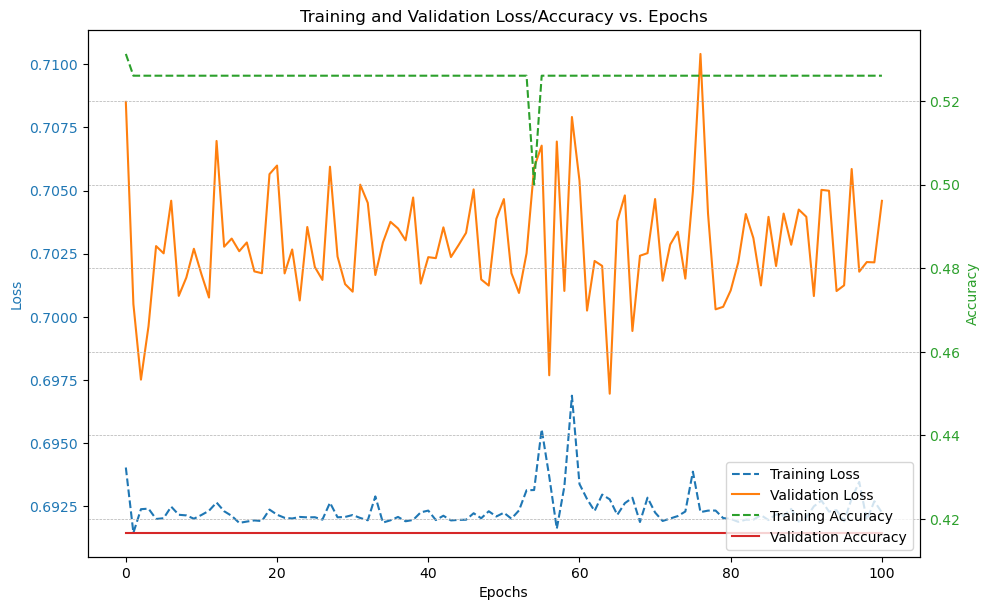 Training and Validation Loss/Accuracy vs. Epochs
Loss
0.7100
0.7075
0.7050
0.7025
0.7000
0.6975
0.6950
0.6925
0.52
0.50
0.48
0.46
0.44
0.42
Accuracy
Training Loss
Validation Loss
Training Accuracy
Validation Accuracy
0 20 40 60 80 100
Epochs